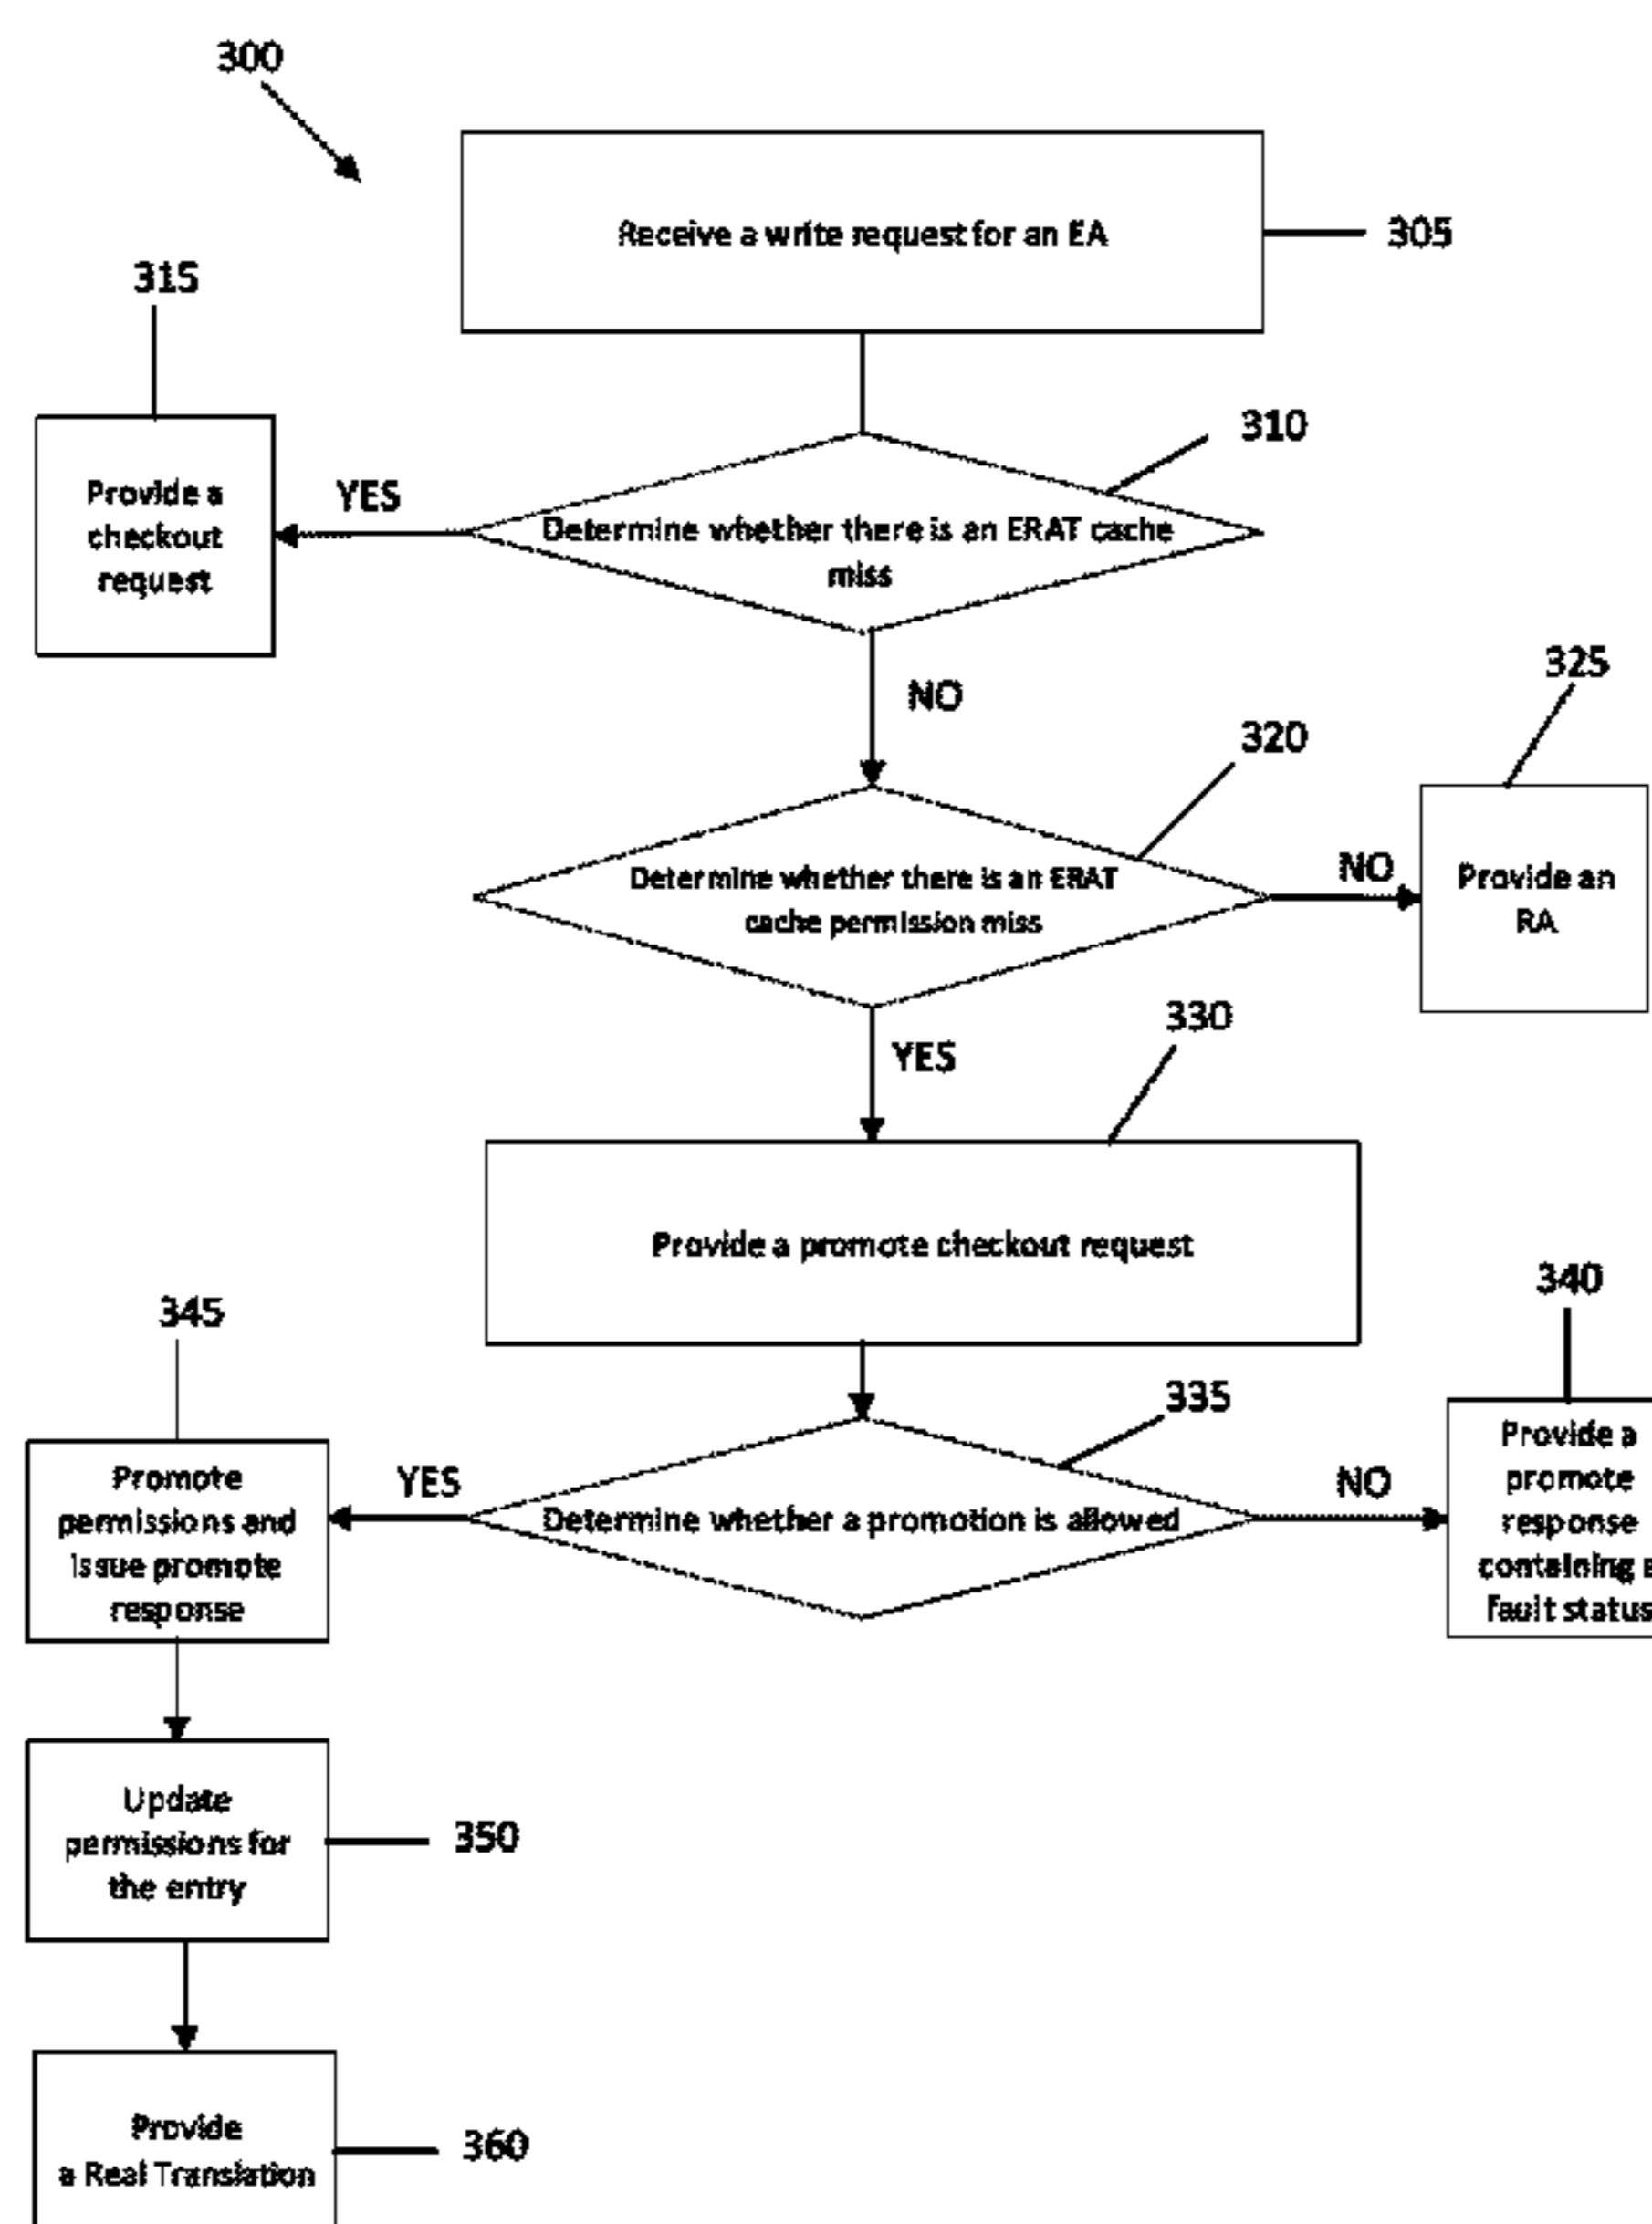 300
Receive a write request for an EA
305
315
310
Provide a
checkout
request
YES
Determine whether there is an ERAT cache
miss
NO
325
320
Determine whether there is an ERAT
cache permission miss
NO
Provide an
RA
330
YES
Provide a promote checkout request
340
345
335
Promote
permissions and
issue promote
response
YES
Determine whether a promotion is allowed
NO
Provide a
promote
response
containing a
fault status
Update
permissions for
the entry
350
Provide
a Real Translation
360